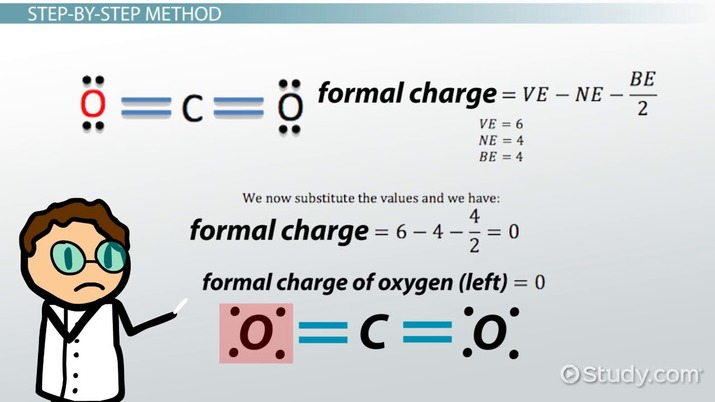 STEP-BY-STEP METHOD
O = C = O
formal charge = VE − NE − BE/2
VE = 6
NE = 4
BE = 4
We now substitute the values and we have:
formal charge = 6 − 4 − 4/2 = 0
formal charge of oxygen (left) = 0
O = C = O
Study.com